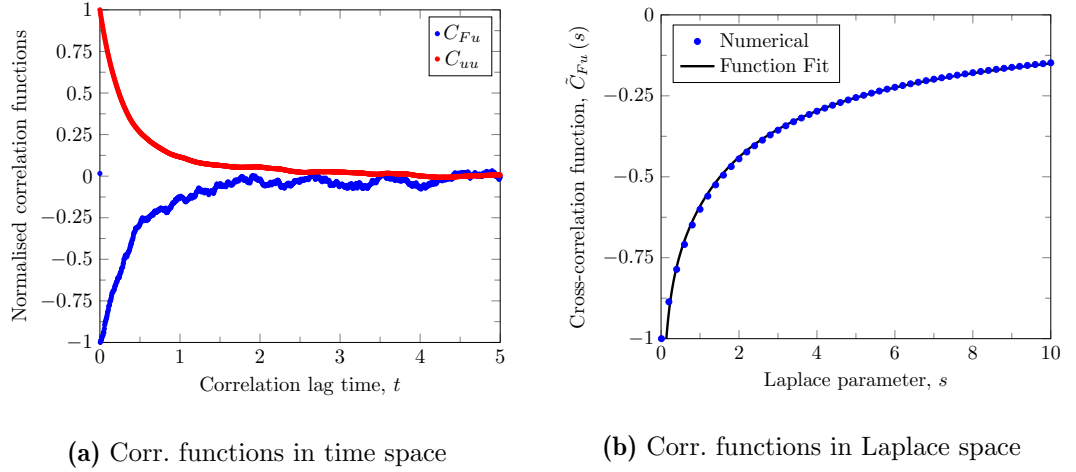 Normalised correlation functions
1
0.75
0.5
0.25
0
−0.25
−0.5
−0.75
−1
0 1 2 3 4 5
Correlation lag time, t
C_{Fu}
C_{uu}
(a) Corr. functions in time space
Cross-correlation function, C̃_{Fu} (s)
−0
−0.25
−0.5
−0.75
−1
0 2 4 6 8 10
Laplace parameter, s
Numerical
Function Fit
(b) Corr. functions in Laplace space